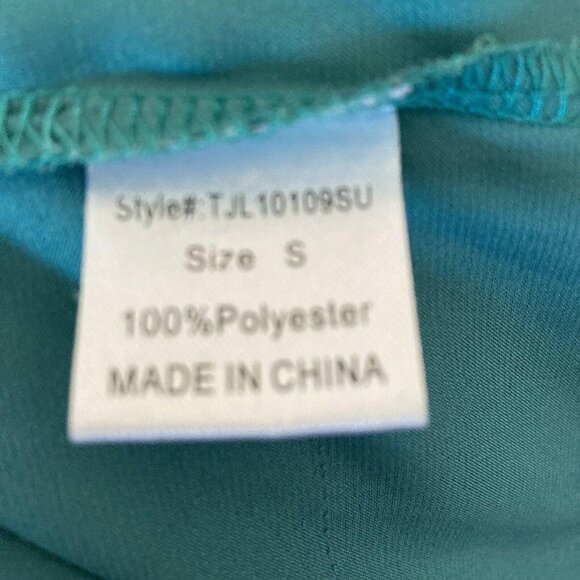 Style#:TJL10109SU
Size S
100%Polyester
MADE IN CHINA